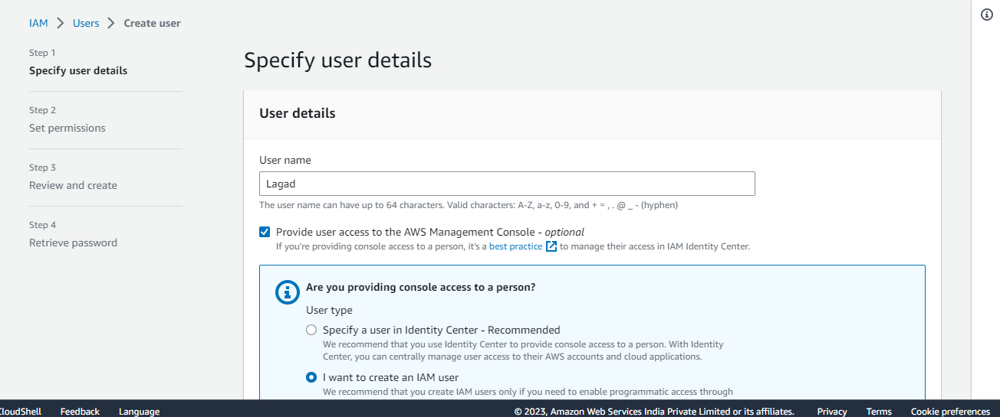 IAM > Users > Create user
Step 1
Specify user details
Step 2
Set permissions
Step 3
Review and create
Step 4
Retrieve password
Specify user details
User details
User name
Lagad
The user name can have up to 64 characters. Valid characters: A-Z, a-z, 0-9, and + = , . @ _ - (hyphen)
Provide user access to the AWS Management Console - optional
If you're providing console access to a person, it's a best practice to manage their access in IAM Identity Center.
Are you providing console access to a person?
User type
Specify a user in Identity Center - Recommended
We recommend that you use Identity Center to provide console access to a person. With Identity
Center, you can centrally manage user access to their AWS accounts and cloud applications.
I want to create an IAM user
We recommend that you create IAM users only if you need to enable programmatic access through
CloudShell Feedback Language © 2023, Amazon Web Services India Private Limited or its affiliates. Privacy Terms Cookie preferences